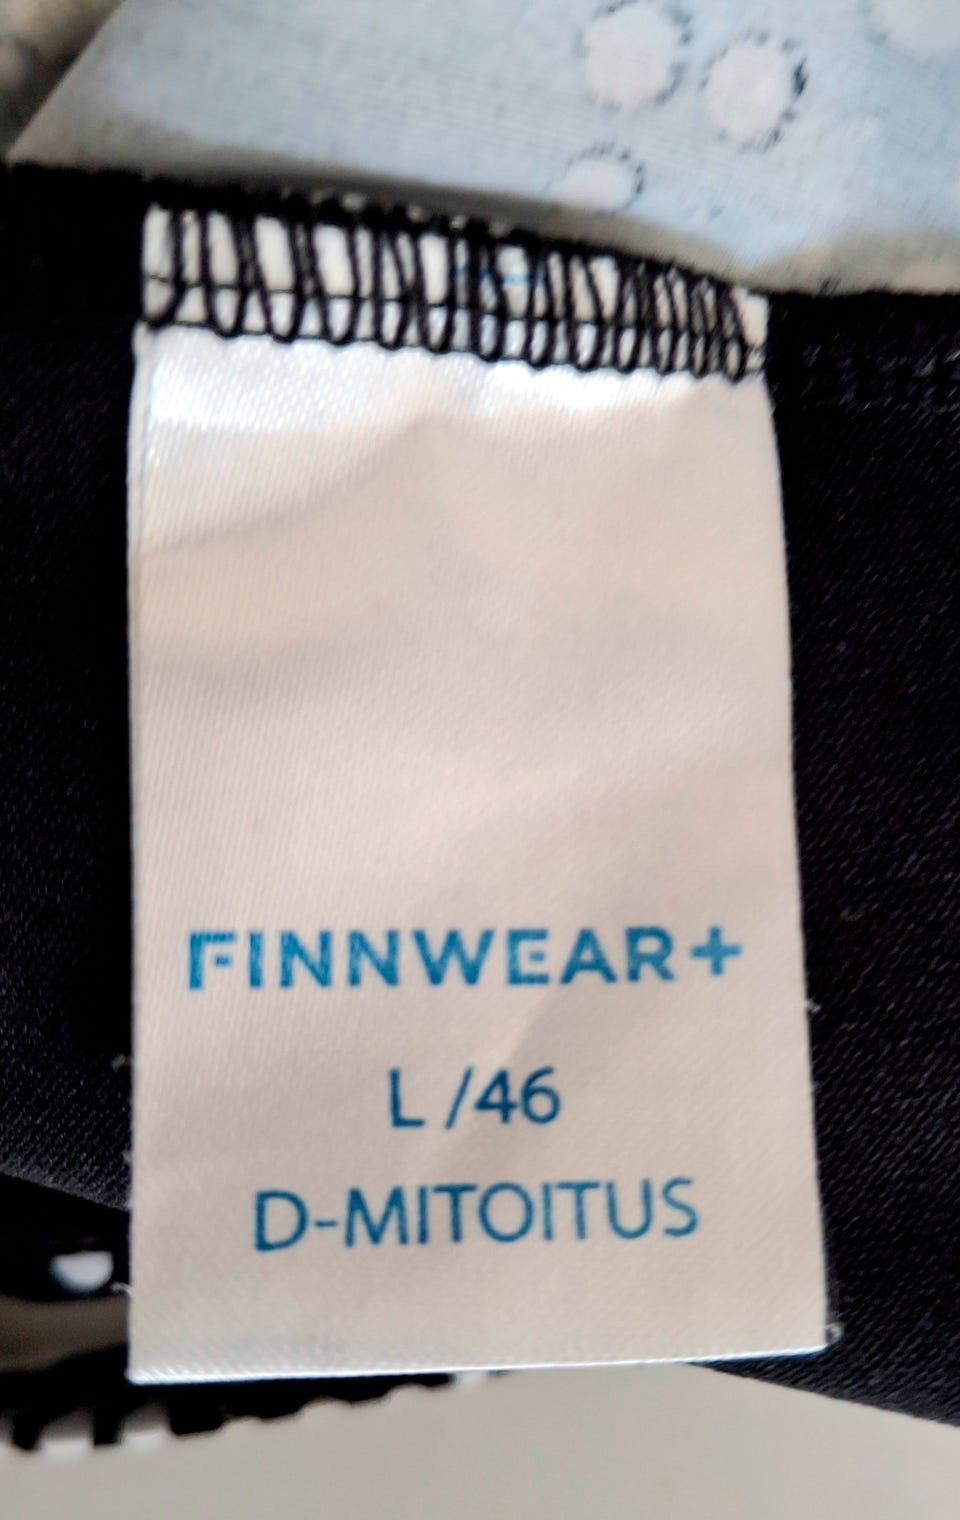 FINNWEAR+
L /46
D-MITOITUS